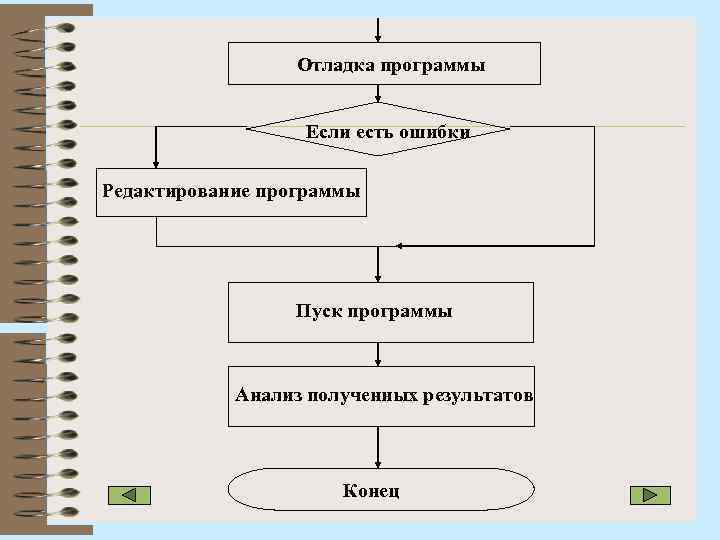 Отладка программы
Если есть ошибки
Редактирование программы
Пуск программы
Анализ полученных результатов
Конец